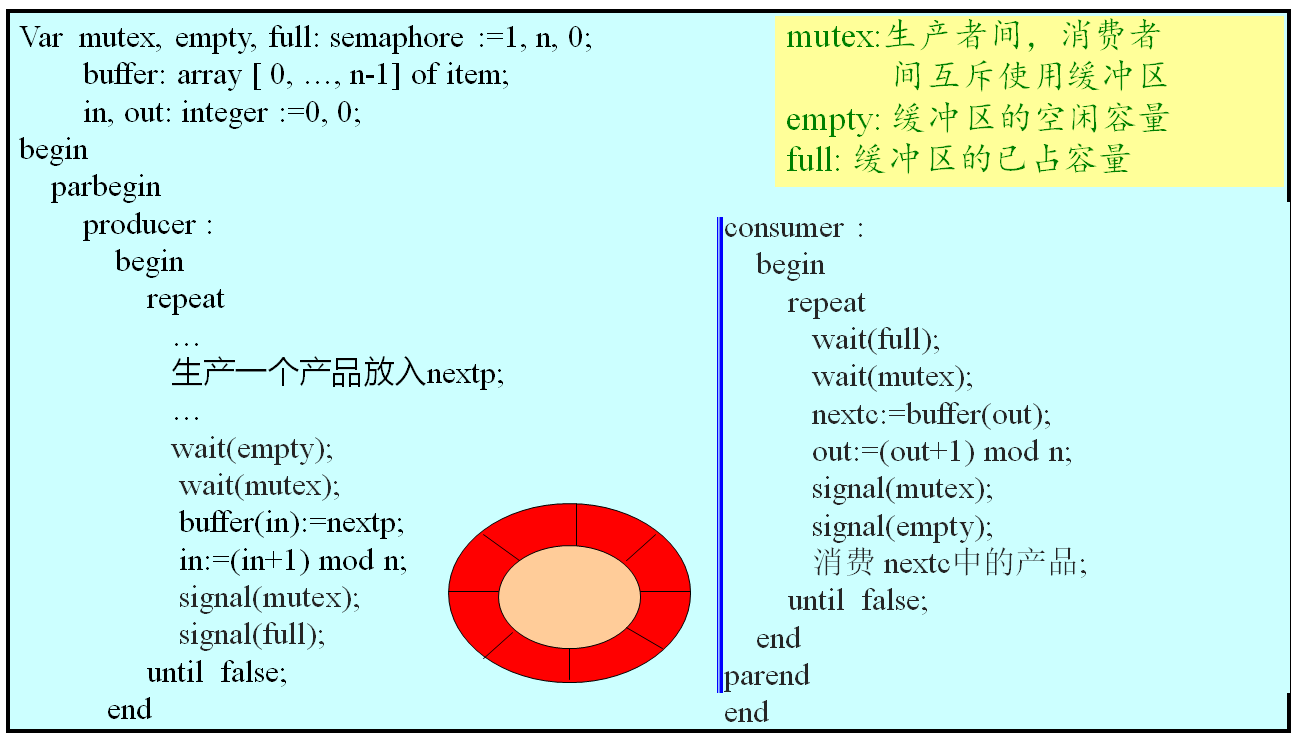 Var mutex, empty, full: semaphore :=1, n, 0;
buffer: array [ 0, …, n-1] of item;
in, out: integer :=0, 0;
begin
parbegin
producer :
begin
repeat
…
生产一个产品放入nextp;
…
wait(empty);
wait(mutex);
buffer(in):=nextp;
in:=(in+1) mod n;
signal(mutex);
signal(full);
until false;
end
mutex:生产者间，消费者
间互斥使用缓冲区
empty: 缓冲区的空闲容量
full: 缓冲区的已占容量
consumer :
begin
repeat
wait(full);
wait(mutex);
nextc:=buffer(out);
out:=(out+1) mod n;
signal(mutex);
signal(empty);
消费 nextc中的产品;
until false;
end
parend
end